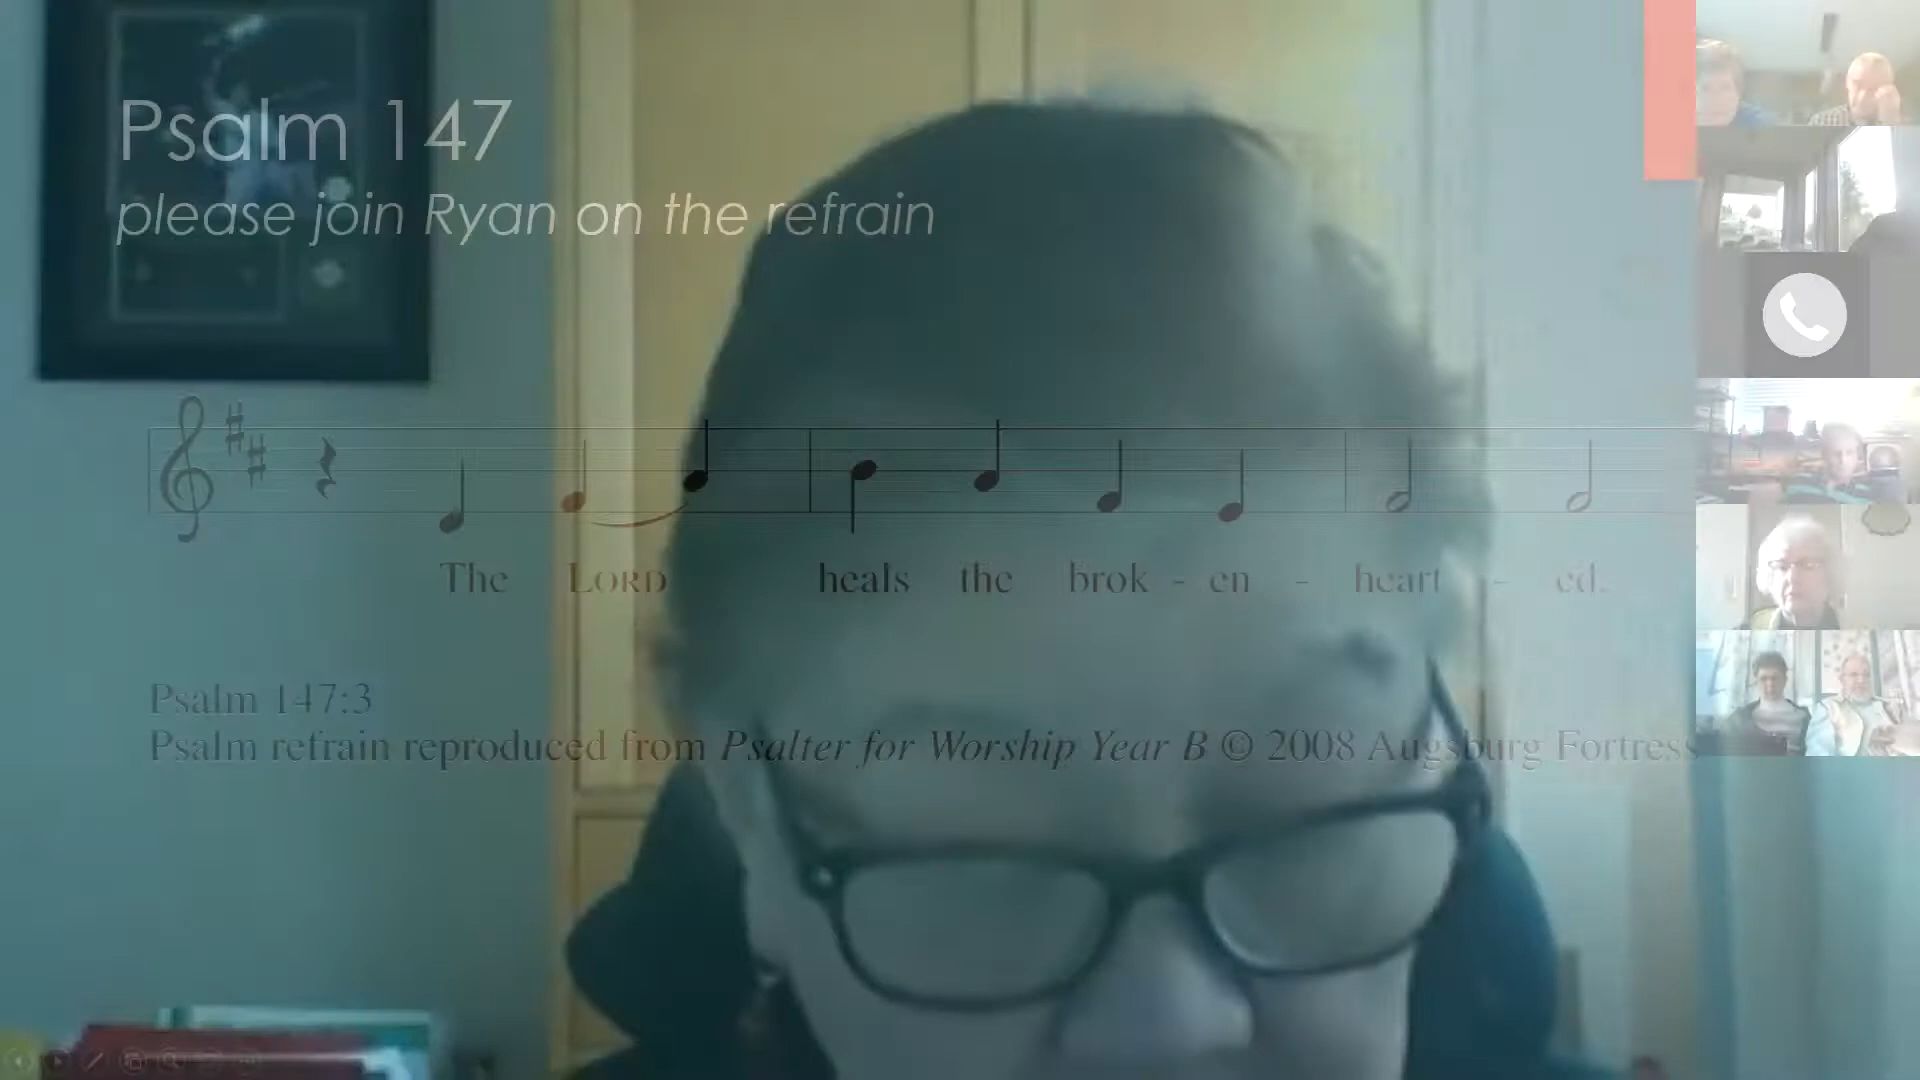 Psalm 147
please join Ryan on the refrain
The LORD heals the brok - en - heart - ed.
Psalm 147:3
Psalm refrain reproduced from Psalter for Worship Year B © 2008 Augsburg Fortress